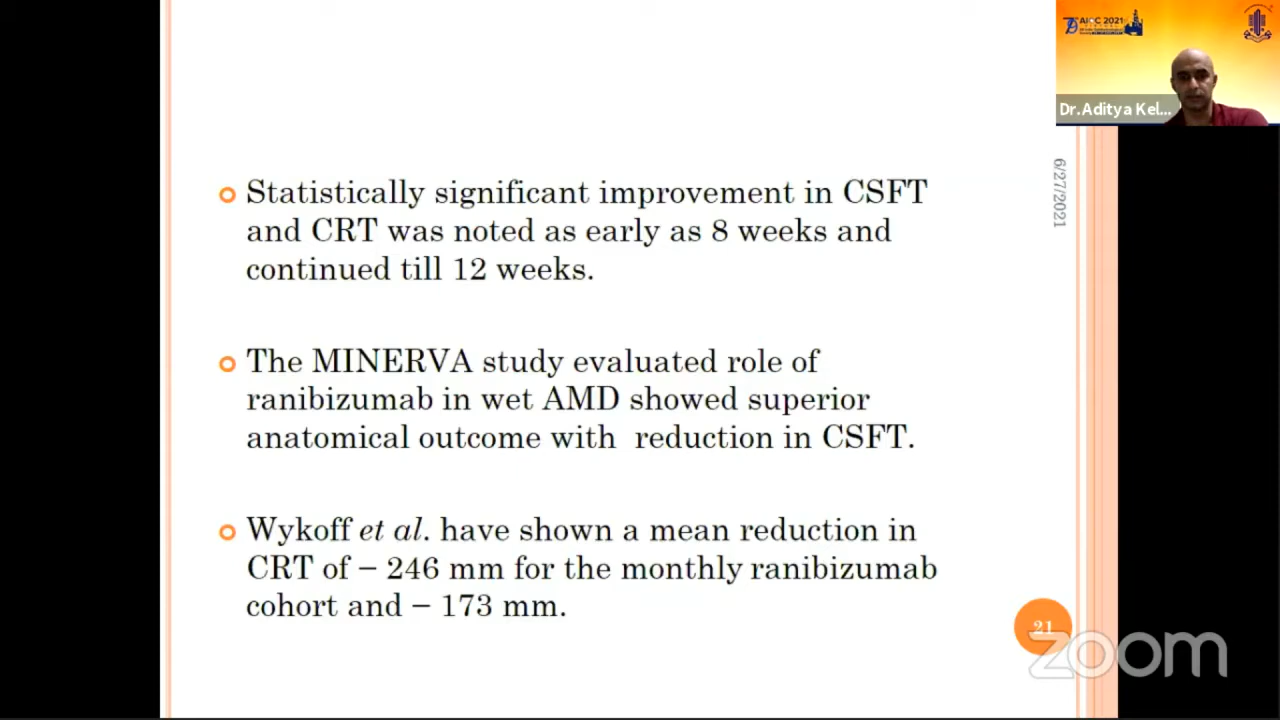 AIOC 2021
Dr.Aditya Kel...
6/27/2021
Statistically significant improvement in CSFT
and CRT was noted as early as 8 weeks and
continued till 12 weeks.
The MINERVA study evaluated role of
ranibizumab in wet AMD showed superior
anatomical outcome with reduction in CSFT.
Wykoff et al. have shown a mean reduction in
CRT of – 246 mm for the monthly ranibizumab
cohort and – 173 mm.
21
zoom